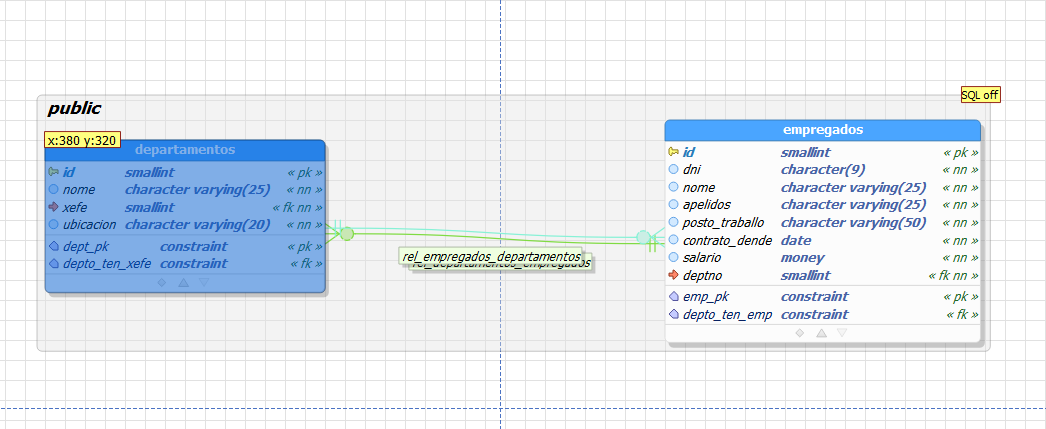 SQL off
public
x:380 y:320
departamentos
id smallint « pk »
nome character varying(25) « nn »
xefe smallint « fk nn »
ubicacion character varying(20) « nn »
dept_pk constraint « pk »
depto_ten_xefe constraint « fk »
rel_empregados_departamentos
rel_departamentos_empregados
empregados
id smallint « pk »
dni character(9) « nn »
nome character varying(25) « nn »
apelidos character varying(25) « nn »
posto_traballo character varying(50) « nn »
contrato_dende date « nn »
salario money « nn »
deptno smallint « fk nn »
emp_pk constraint « pk »
depto_ten_emp constraint « fk »